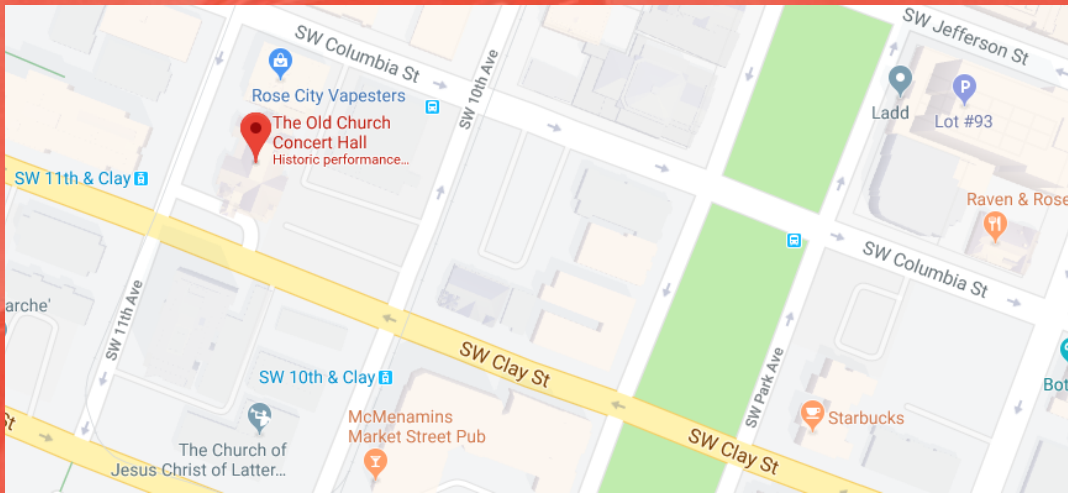 SW Jefferson St
SW Columbia St
SW 10th Ave
Rose City Vapesters
Ladd
P
Lot #93
The Old Church
Concert Hall
Historic performance...
SW 11th & Clay
Raven & Rose
SW Columbia St
arche'
SW 11th Ave
SW Clay St
SW 10th & Clay
SW Park Ave
Bot
McMenamins
Market Street Pub
Starbucks
St
SW Clay St
The Church of
Jesus Christ of Latter...